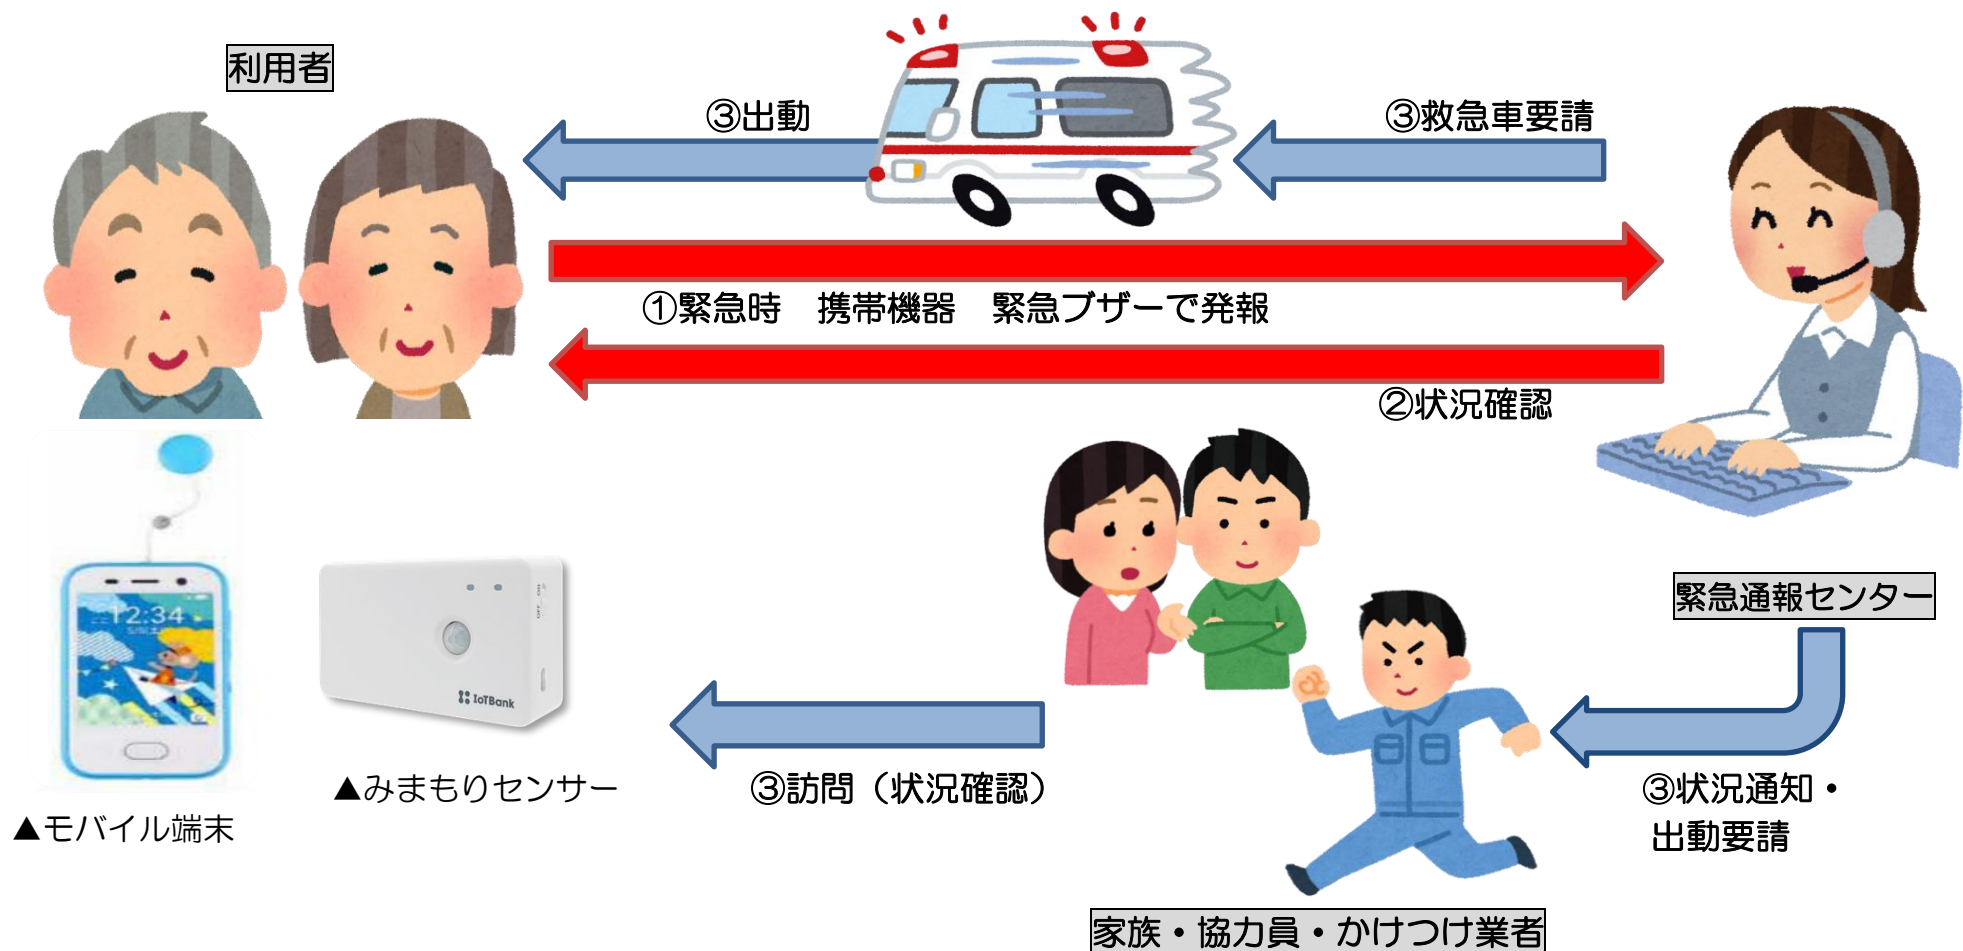 利用者
③出動
③救急車要請
①緊急時　携帯機器　緊急ブザーで発報
②状況確認
12:34
IoTBank
OFF ON
緊急通報センター
▲みまもりセンサー
③訪問（状況確認）
③状況通知・
出動要請
▲モバイル端末
家族・協力員・かけつけ業者